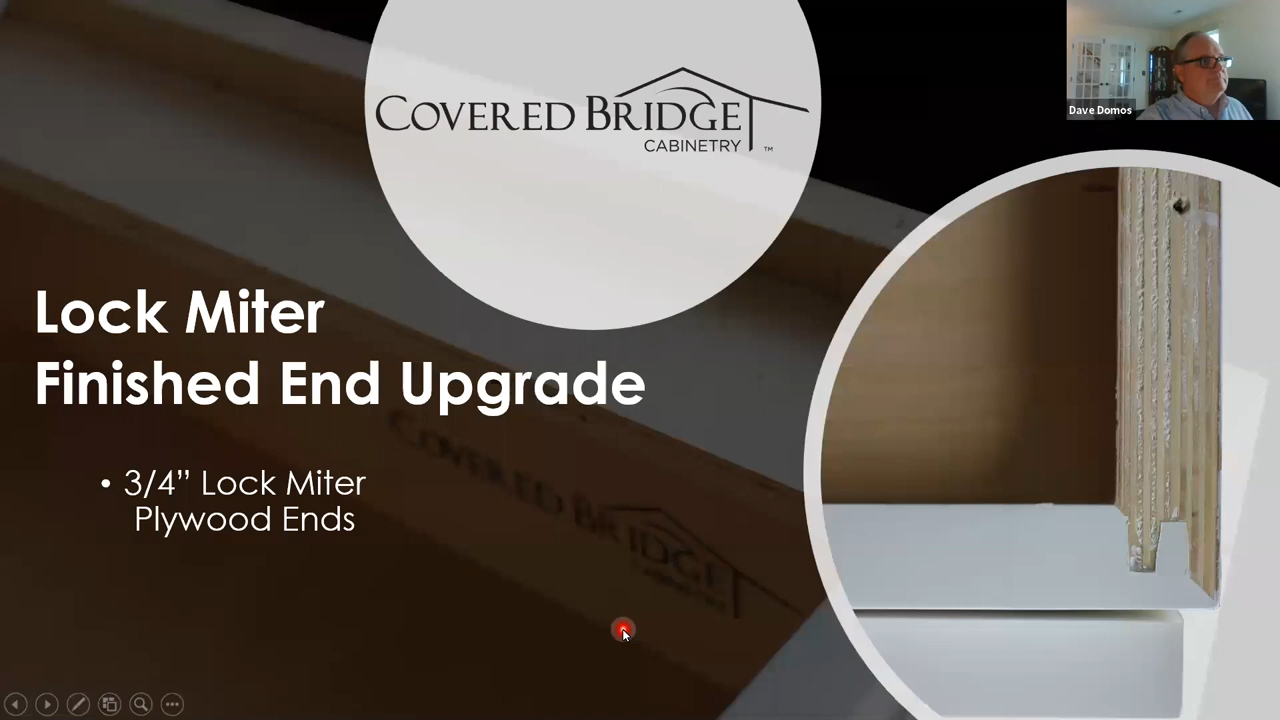 COVERED BRIDGE
CABINETRY ™
Dave Domos
Lock Miter
Finished End Upgrade
• 3/4” Lock Miter
Plywood Ends
COVERED BRIDGE
CABINETRY